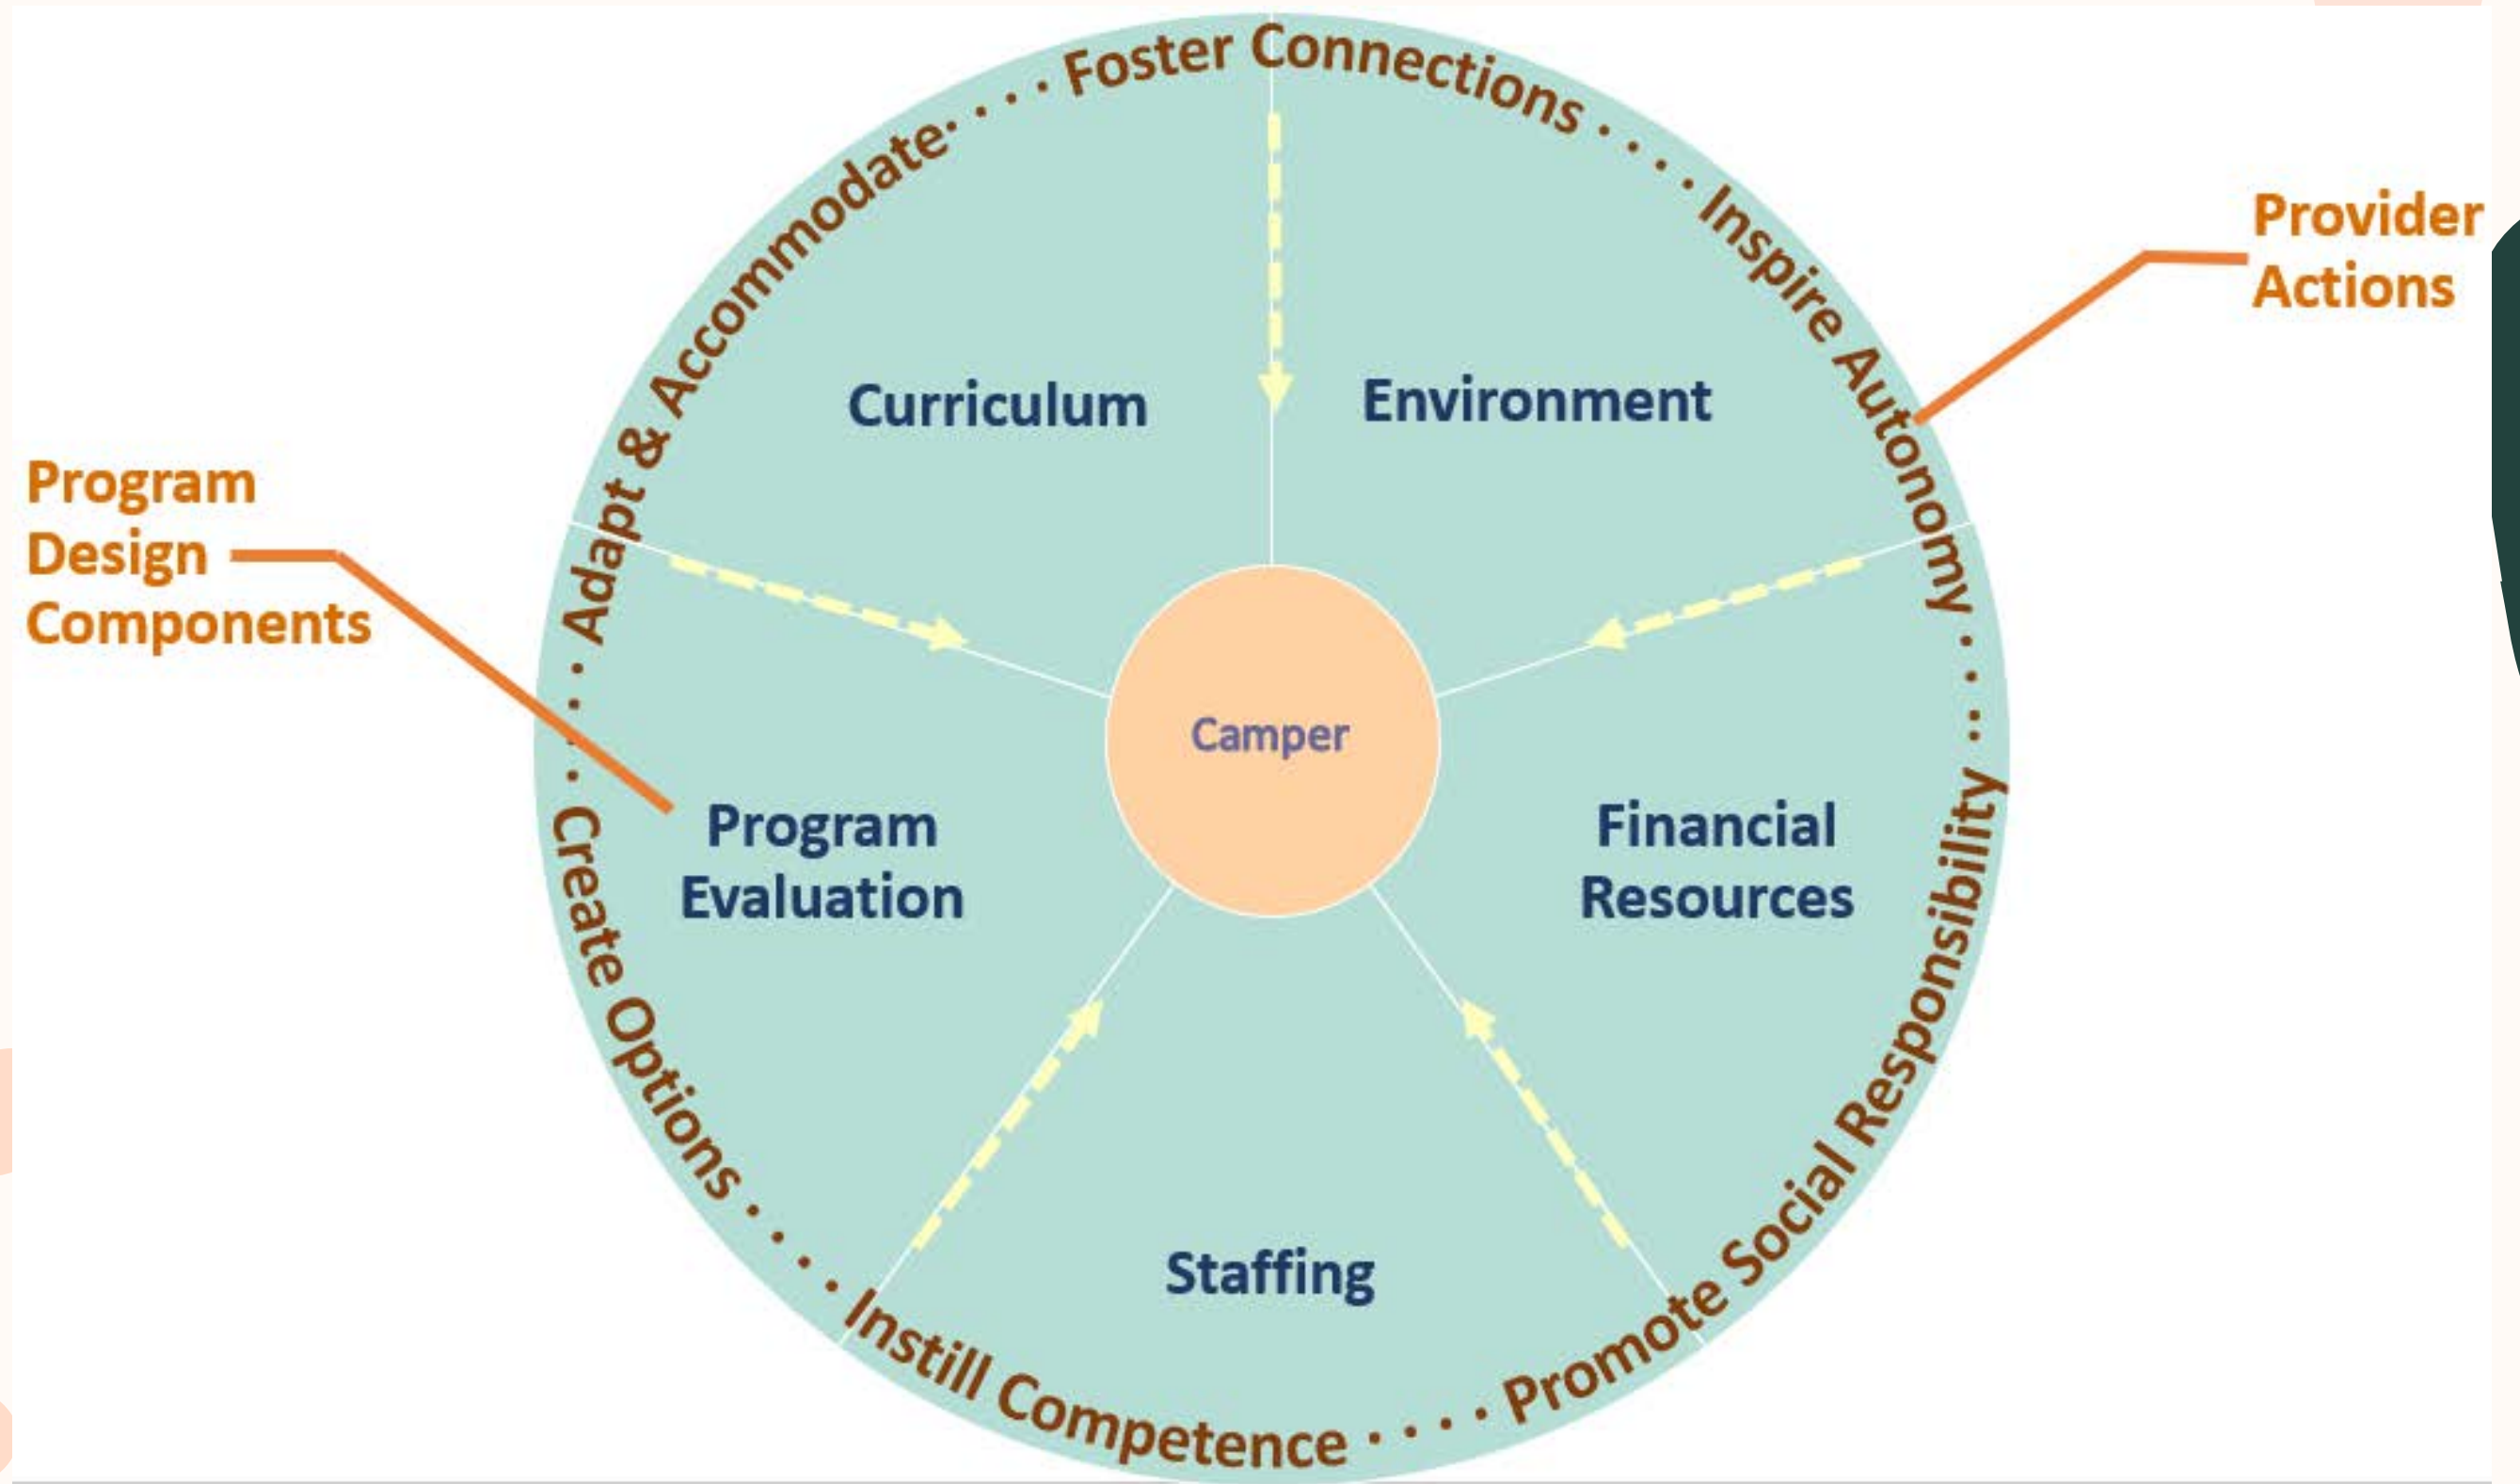 Foster Connections
Inspire Autonomy
Promote Social Responsibility
Instill Competence
Create Options
Adapt & Accommodate
Provider
Actions
Program
Design
Components
Curriculum
Environment
Camper
Program
Evaluation
Financial
Resources
Staffing